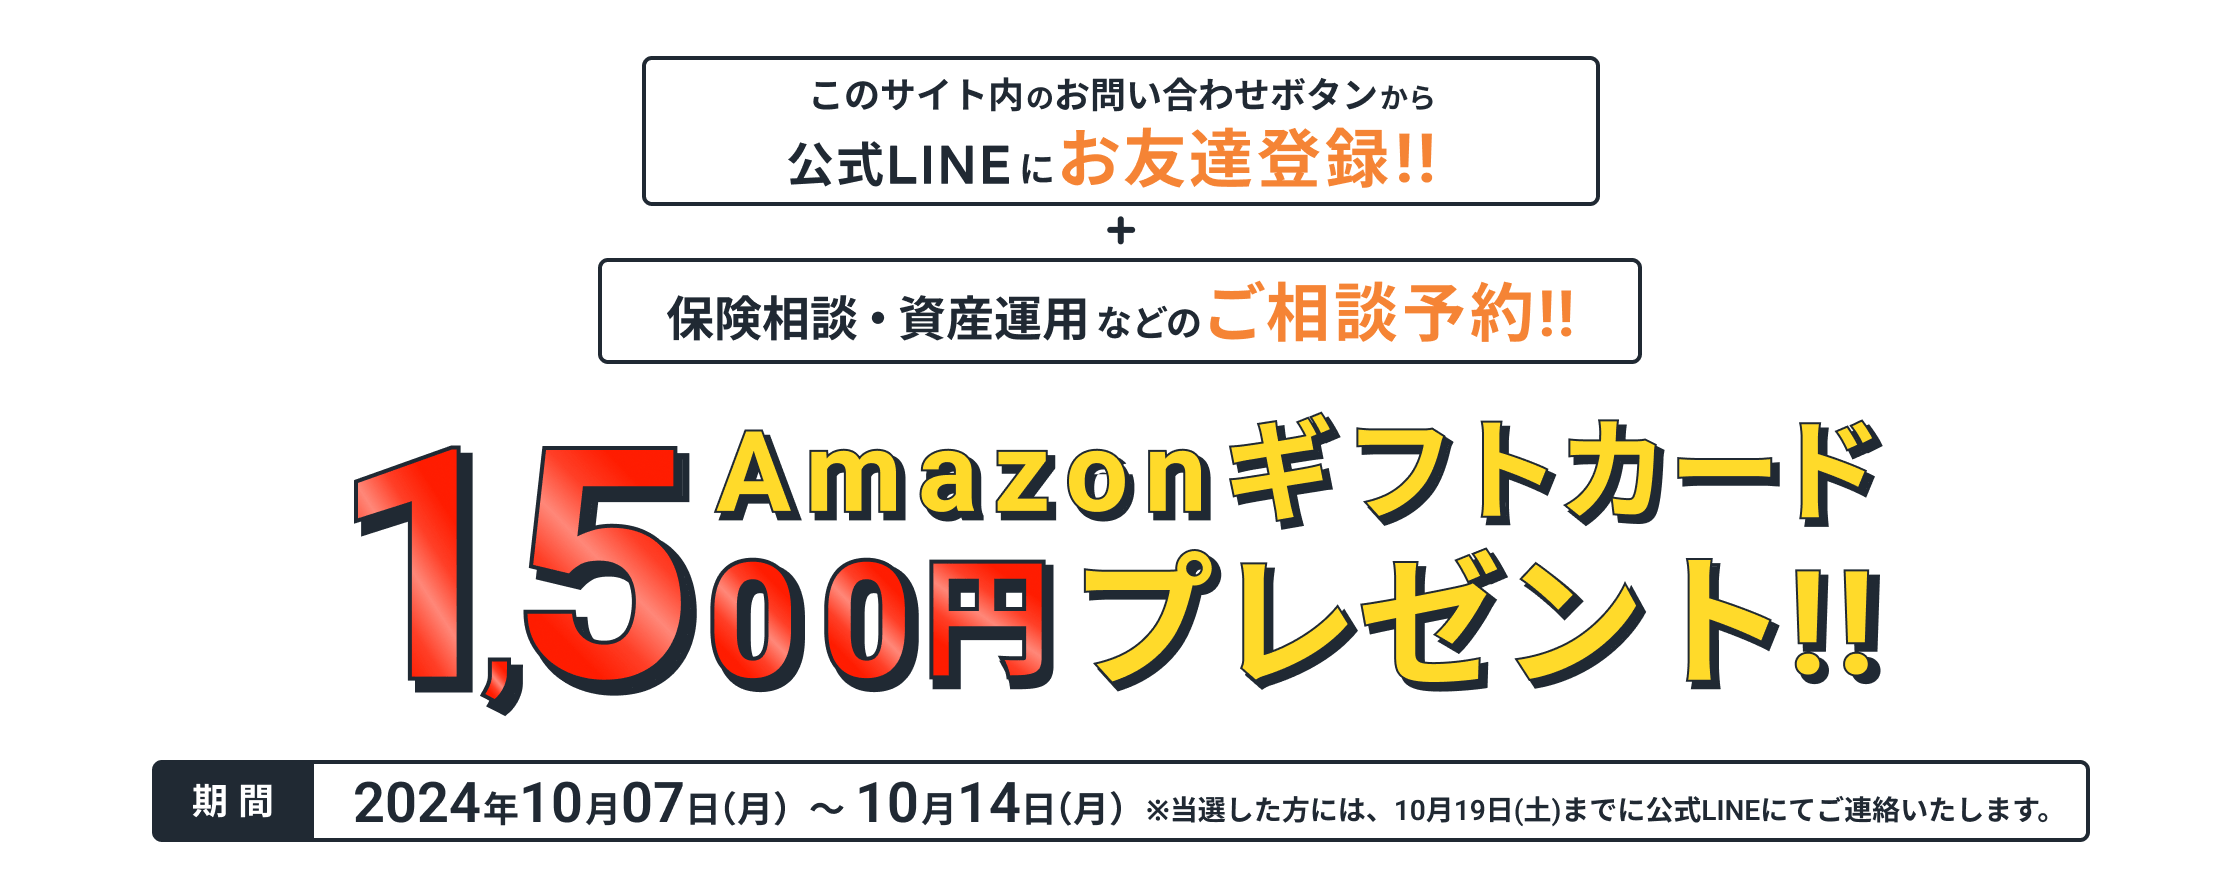 このサイト内のお問い合わせボタンから
公式LINEにお友達登録!!
+
保険相談・資産運用などのご相談予約!!
Amazonギフトカード
1,500円プレゼント!!
期間 2024年10月07日(月) ～ 10月14日(月) ※当選した方には、10月19日(土)までに公式LINEにてご連絡いたします。